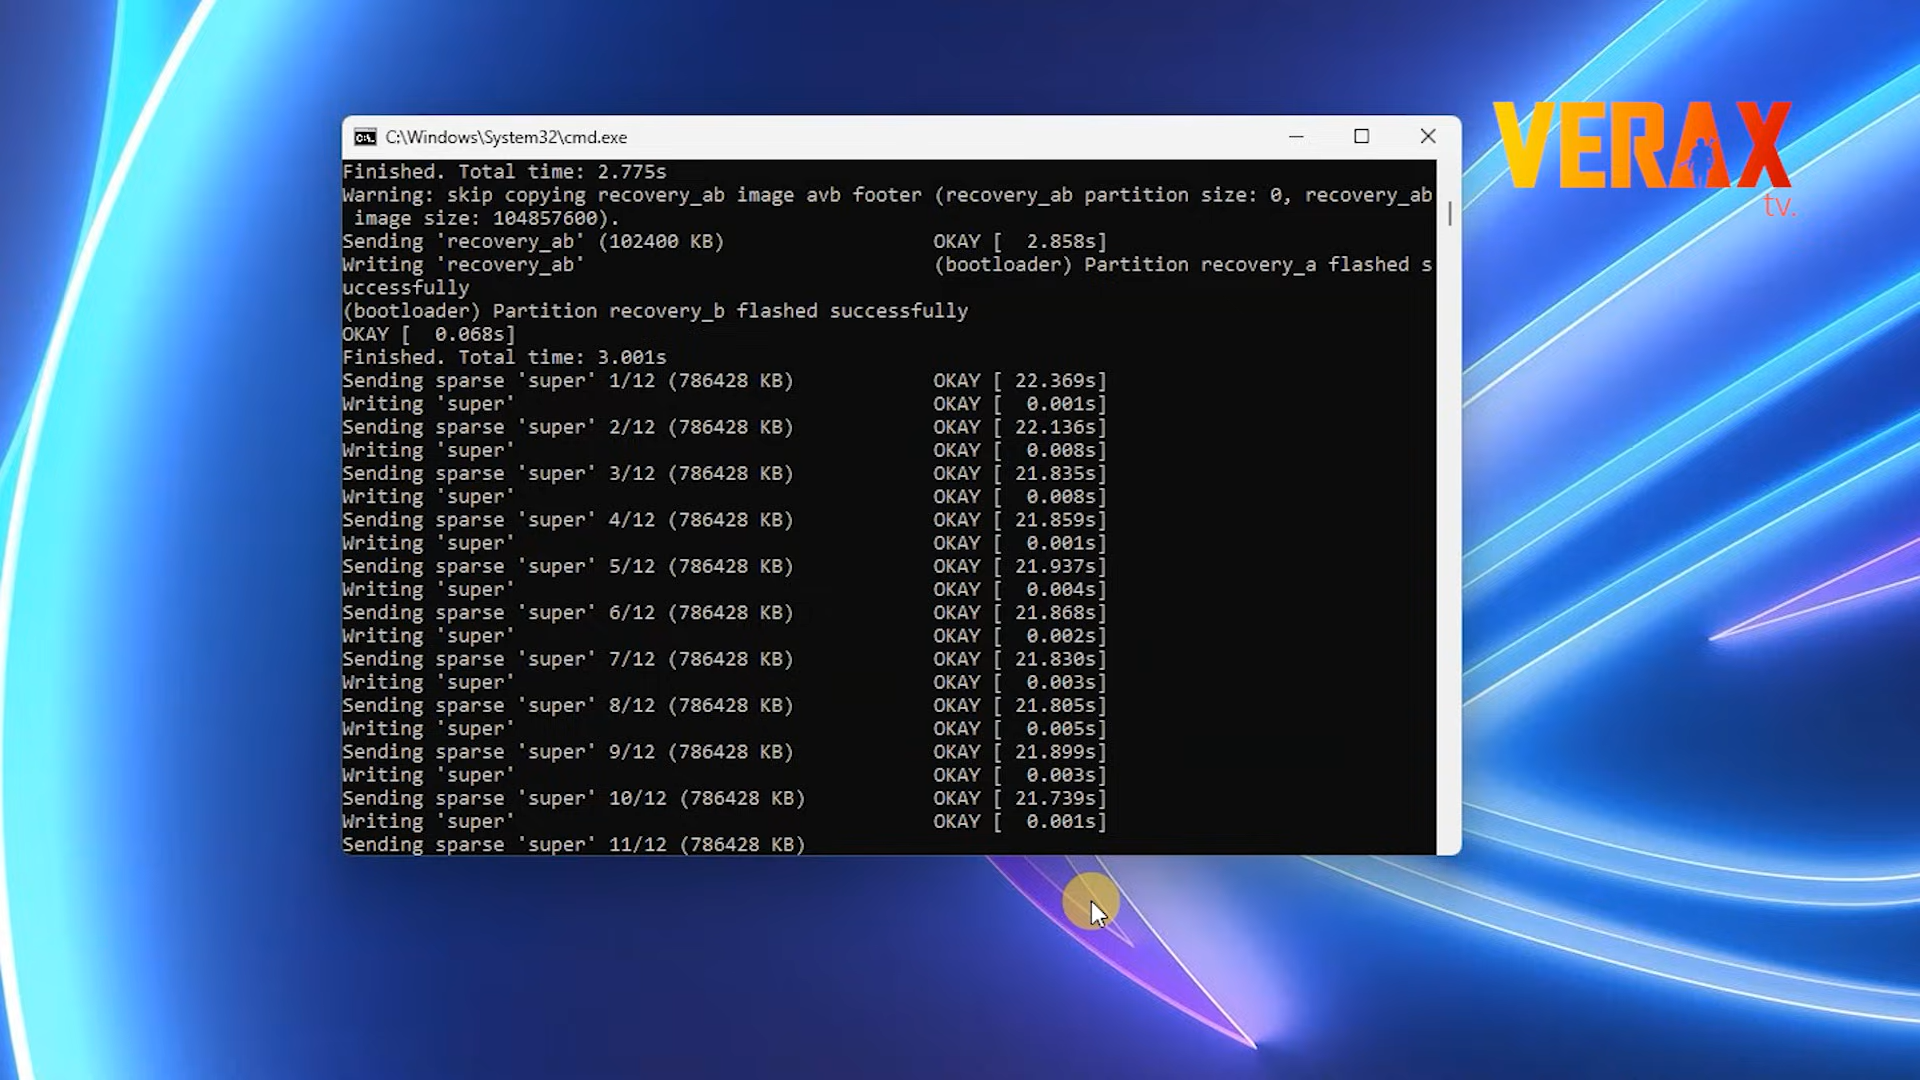 C:\Windows\System32\cmd.exe
VERAX
tv.
Finished. Total time: 2.775s
Warning: skip copying recovery_ab image avb footer (recovery_ab partition size: 0, recovery_ab
image size: 104857600).
Sending 'recovery_ab' (102400 KB) OKAY [ 2.858s]
Writing 'recovery_ab' (bootloader) Partition recovery_a flashed s
uccessfully
(bootloader) Partition recovery_b flashed successfully
OKAY [ 0.068s]
Finished. Total time: 3.001s
Sending sparse 'super' 1/12 (786428 KB) OKAY [ 22.369s]
Writing 'super' OKAY [ 0.001s]
Sending sparse 'super' 2/12 (786428 KB) OKAY [ 22.136s]
Writing 'super' OKAY [ 0.008s]
Sending sparse 'super' 3/12 (786428 KB) OKAY [ 21.835s]
Writing 'super' OKAY [ 0.008s]
Sending sparse 'super' 4/12 (786428 KB) OKAY [ 21.859s]
Writing 'super' OKAY [ 0.001s]
Sending sparse 'super' 5/12 (786428 KB) OKAY [ 21.937s]
Writing 'super' OKAY [ 0.004s]
Sending sparse 'super' 6/12 (786428 KB) OKAY [ 21.868s]
Writing 'super' OKAY [ 0.002s]
Sending sparse 'super' 7/12 (786428 KB) OKAY [ 21.830s]
Writing 'super' OKAY [ 0.003s]
Sending sparse 'super' 8/12 (786428 KB) OKAY [ 21.805s]
Writing 'super' OKAY [ 0.005s]
Sending sparse 'super' 9/12 (786428 KB) OKAY [ 21.899s]
Writing 'super' OKAY [ 0.003s]
Sending sparse 'super' 10/12 (786428 KB) OKAY [ 21.739s]
Writing 'super' OKAY [ 0.001s]
Sending sparse 'super' 11/12 (786428 KB)